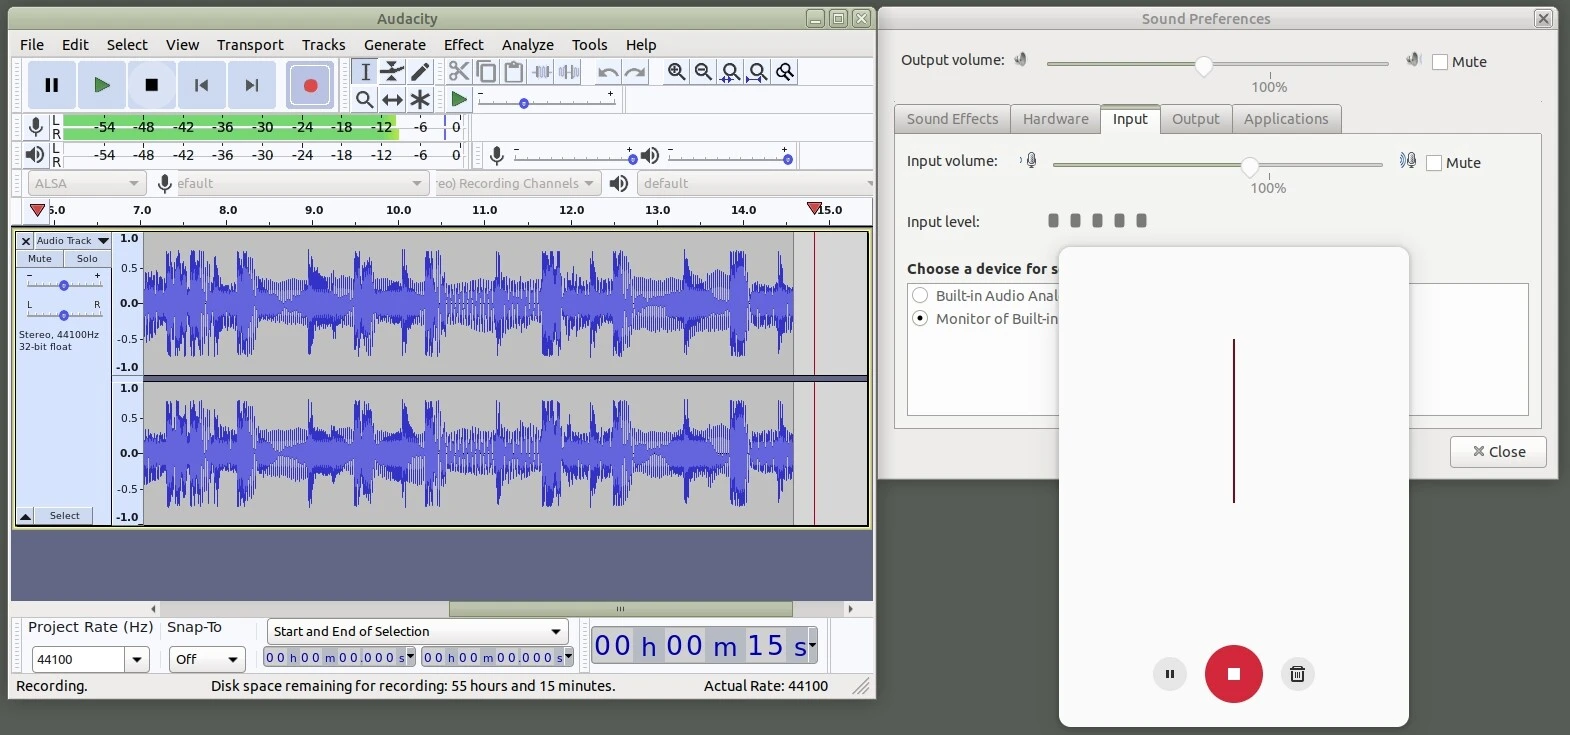 Audacity
File Edit Select View Transport Tracks Generate Effect Analyze Tools Help
L
R
-54 -48 -42 -36 -30 -24 -18 -12 -6 0
L
R
-54 -48 -42 -36 -30 -24 -18 -12 -6 0
ALSA efault eo) Recording Channels default
6.0 7.0 8.0 9.0 10.0 11.0 12.0 13.0 14.0 15.0
Audio Track
Mute Solo
L R
Stereo, 44100Hz
32-bit float
Select
1.0
0.5
0.0
-0.5
-1.0
1.0
0.5
0.0
-0.5
-1.0
Project Rate (Hz) Snap-To Start and End of Selection
44100 Off 00 h 00 m 00.000 s 00 h 00 m 00.000 s
00 h 00 m 15 s
Recording. Disk space remaining for recording: 55 hours and 15 minutes. Actual Rate: 44100
Sound Preferences
Output volume: Mute
100%
Sound Effects Hardware Input Output Applications
Input volume: Mute
100%
Input level:
Choose a device for s
Built-in Audio Anal
Monitor of Built-in
Close